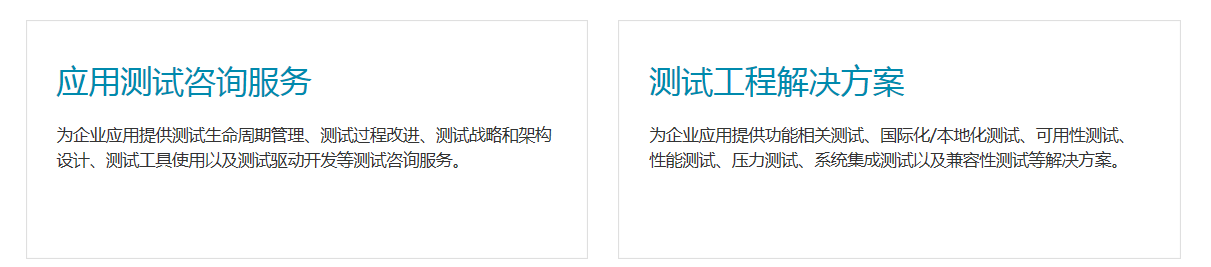 应用测试咨询服务
为企业应用提供测试生命周期管理、测试过程改进、测试战略和架构
设计、测试工具使用以及测试驱动开发等测试咨询服务。
测试工程解决方案
为企业应用提供功能相关测试、国际化/本地化测试、可用性测试、
性能测试、压力测试、系统集成测试以及兼容性测试等解决方案。